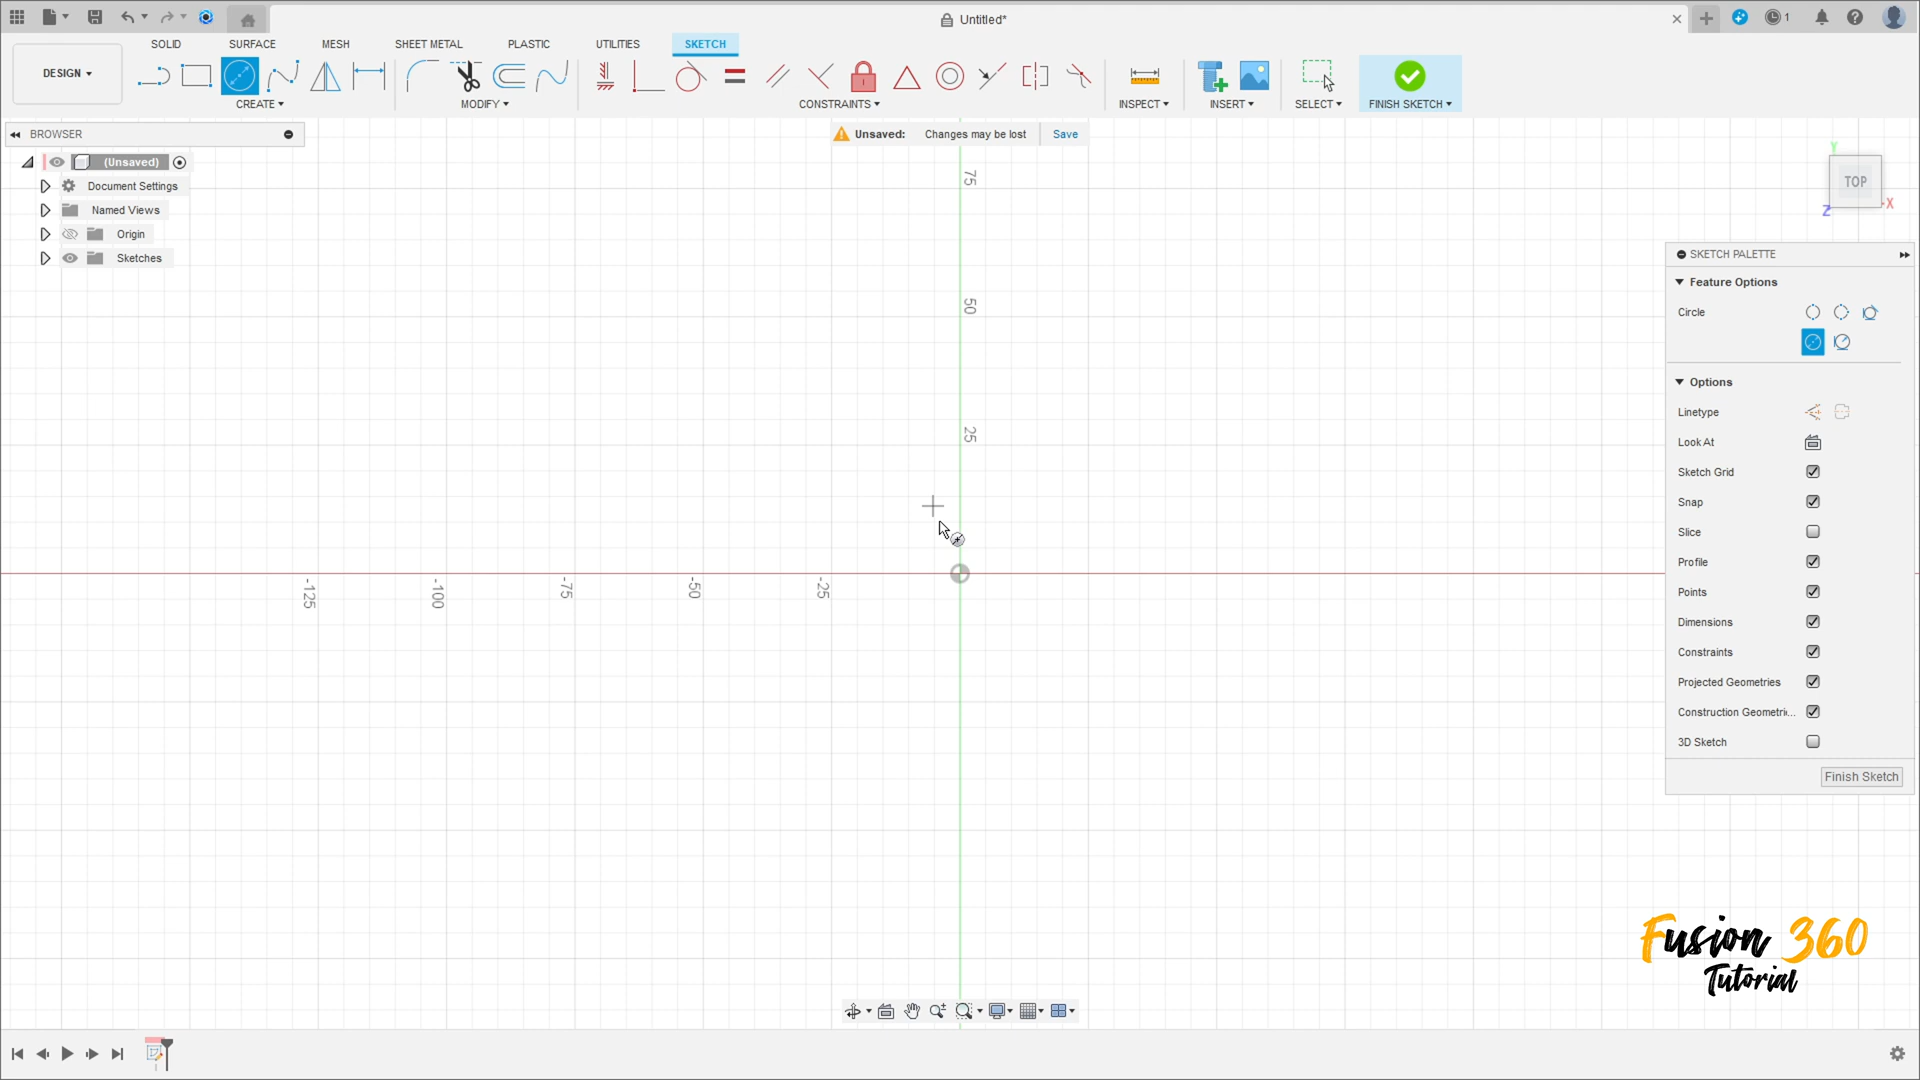 Untitled*
1
DESIGN
SOLID
SURFACE
MESH
SHEET METAL
PLASTIC
UTILITIES
SKETCH
CREATE
MODIFY
CONSTRAINTS
INSPECT
INSERT
SELECT
FINISH SKETCH
BROWSER
Unsaved: Changes may be lost Save
(Unsaved)
Document Settings
Named Views
Origin
Sketches
75
50
25
-125
-100
-75
-50
-25
Y
TOP
Z
X
SKETCH PALETTE
Feature Options
Circle
Options
Linetype
Look At
Sketch Grid
Snap
Slice
Profile
Points
Dimensions
Constraints
Projected Geometries
Construction Geometri...
3D Sketch
Finish Sketch
Fusion 360
Tutorial